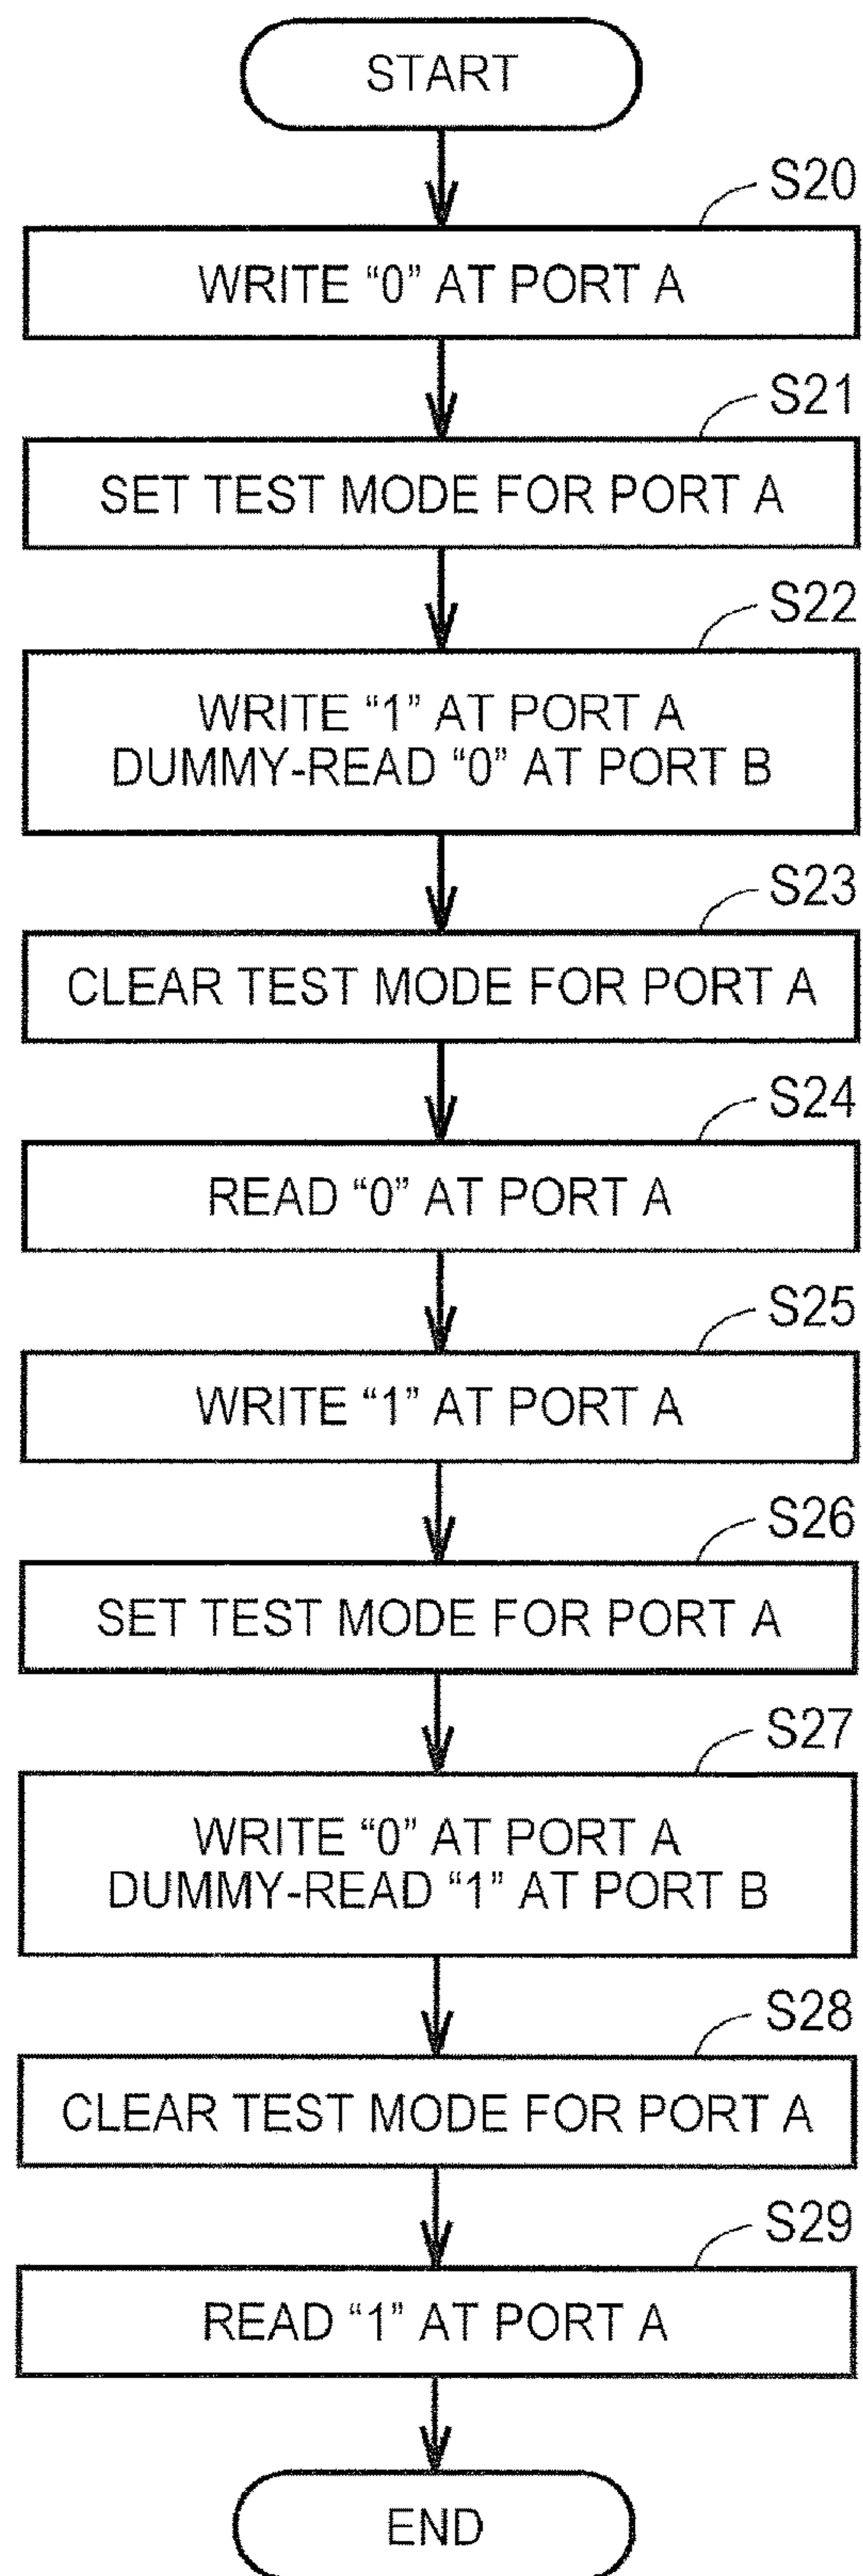 START
S20
WRITE “0” AT PORT A
S21
SET TEST MODE FOR PORT A
S22
WRITE “1” AT PORT A
DUMMY-READ “0” AT PORT B
S23
CLEAR TEST MODE FOR PORT A
S24
READ “0” AT PORT A
S25
WRITE “1” AT PORT A
S26
SET TEST MODE FOR PORT A
S27
WRITE “0” AT PORT A
DUMMY-READ “1” AT PORT B
S28
CLEAR TEST MODE FOR PORT A
S29
READ “1” AT PORT A
END